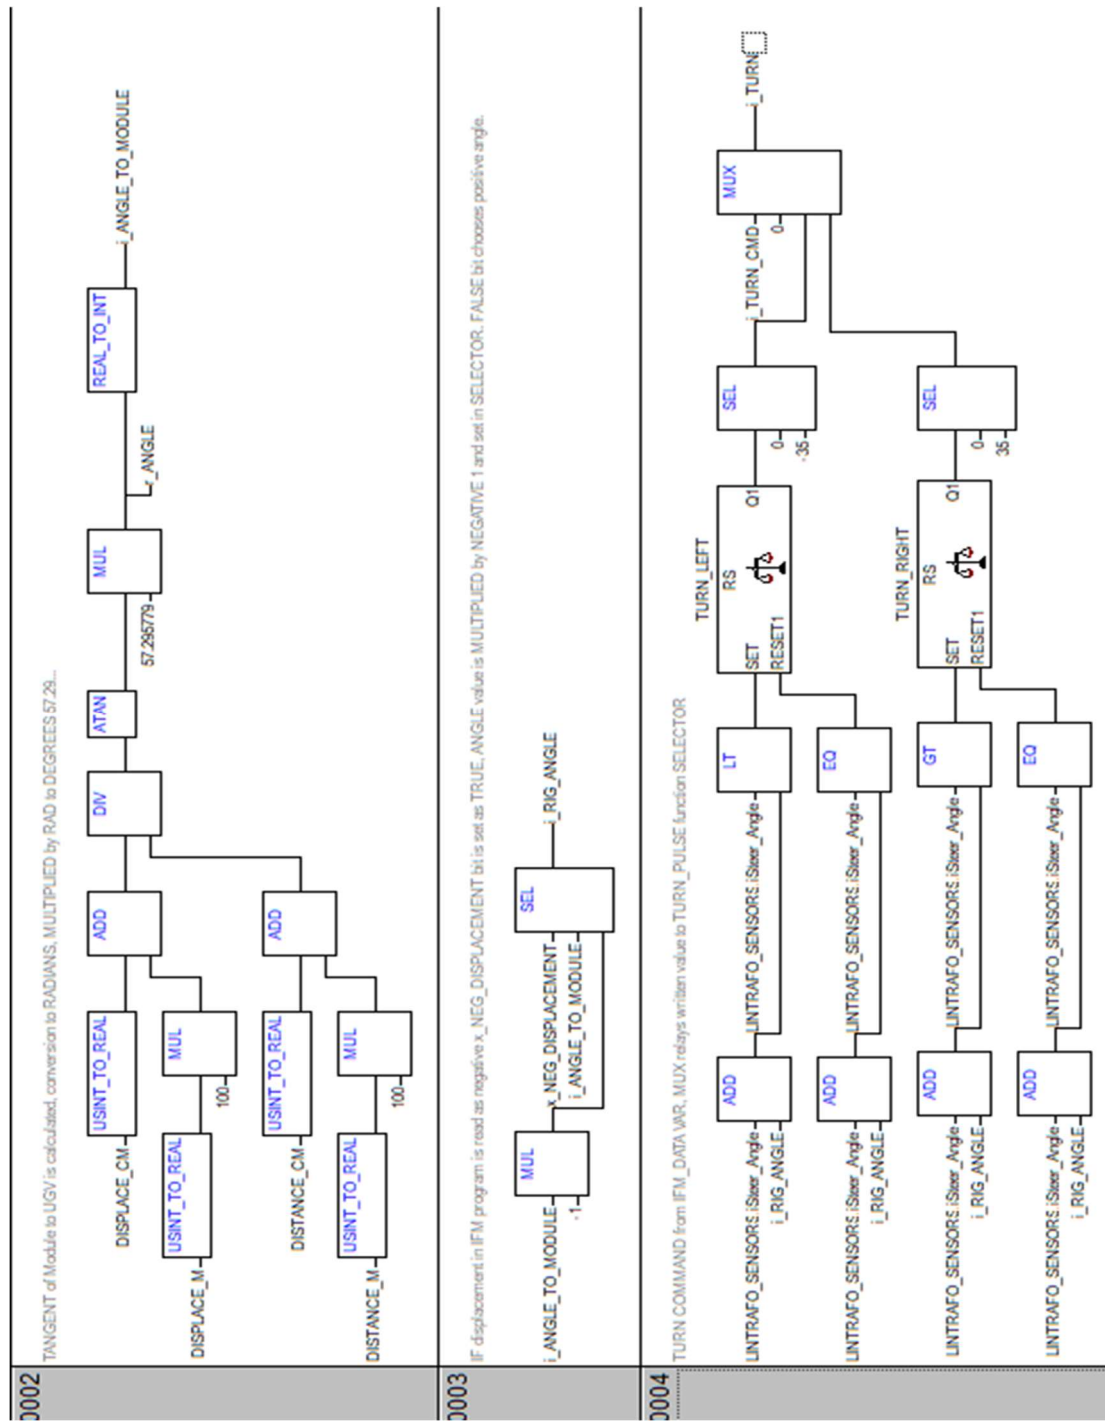 0002
TANGENT of Module to UGV is calculated, conversion to RADIANS, MULTIPLIED by RAD to DEGREES 57.29...
DISPLACE_CM
USINT_TO_REAL
ADD
DIV
ATAN
MUL
57.295779
r_ANGLE
REAL_TO_INT
i_ANGLE_TO_MODULE
DISPLACE_M
USINT_TO_REAL
MUL
100
DISTANCE_CM
USINT_TO_REAL
ADD
DISTANCE_M
USINT_TO_REAL
MUL
100
0003
IF displacement in IFM program is read as negative x_NEG_DISPLACEMENT bit is set as TRUE, ANGLE value is MULTIPLIED by NEGATIVE 1 and set in SELECTOR. FALSE bit chooses positive angle.
i_ANGLE_TO_MODULE
-1
MUL
x_NEG_DISPLACEMENT
i_ANGLE_TO_MODULE
SEL
i_RIG_ANGLE
0004
TURN COMMAND from IFM_DATA VAR, MUX relays written value to TURN_PULSE function SELECTOR
LINTRAFO_SENSORS.iSteer_Angle
i_RIG_ANGLE
ADD
LINTRAFO_SENSORS.iSteer_Angle
LT
TURN_LEFT
RS
SET
RESET1
Q1
SEL
0
-35
i_TURN_CMD
0
MUX
i_TURN
LINTRAFO_SENSORS.iSteer_Angle
i_RIG_ANGLE
ADD
LINTRAFO_SENSORS.iSteer_Angle
EQ
LINTRAFO_SENSORS.iSteer_Angle
i_RIG_ANGLE
ADD
LINTRAFO_SENSORS.iSteer_Angle
GT
TURN_RIGHT
RS
SET
RESET1
Q1
SEL
0
35
LINTRAFO_SENSORS.iSteer_Angle
i_RIG_ANGLE
ADD
LINTRAFO_SENSORS.iSteer_Angle
EQ